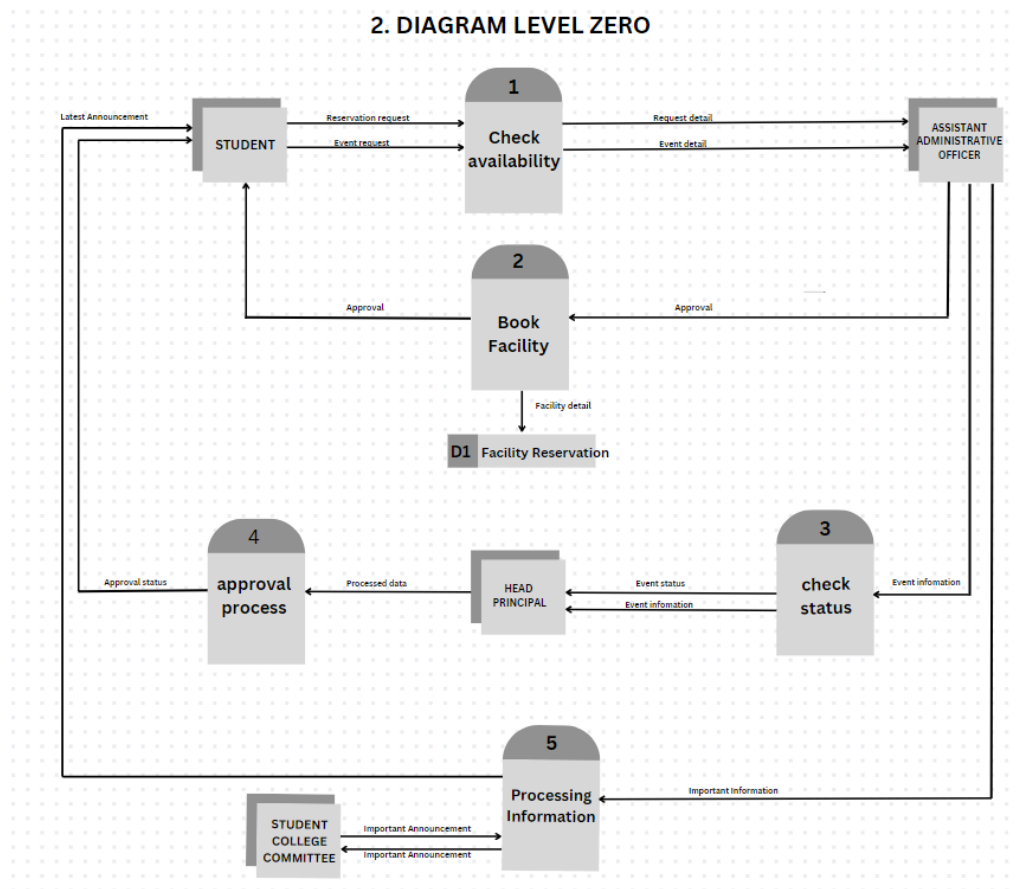 2. DIAGRAM LEVEL ZERO
1
Latest Announcement
STUDENT
Reservation request
Event request
Check
availability
Request detail
Event detail
ASSISTANT
ADMINISTRATIVE
OFFICER
2
Approval
Book
Facility
Approval
Facility detail
D1 Facility Reservation
4
approval
process
Approval status
Processed data
HEAD
PRINCIPAL
Event status
Event infomation
3
check
status
Event infomation
5
Processing
Information
Important Information
STUDENT
COLLEGE
COMMITTEE
Important Announcement
Important Announcement